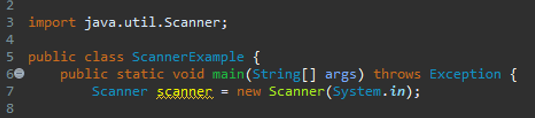 2
3 import java.util.Scanner;
4
5 public class ScannerExample {
6 public static void main(String[] args) throws Exception {
7 Scanner scanner = new Scanner(System.in);
8